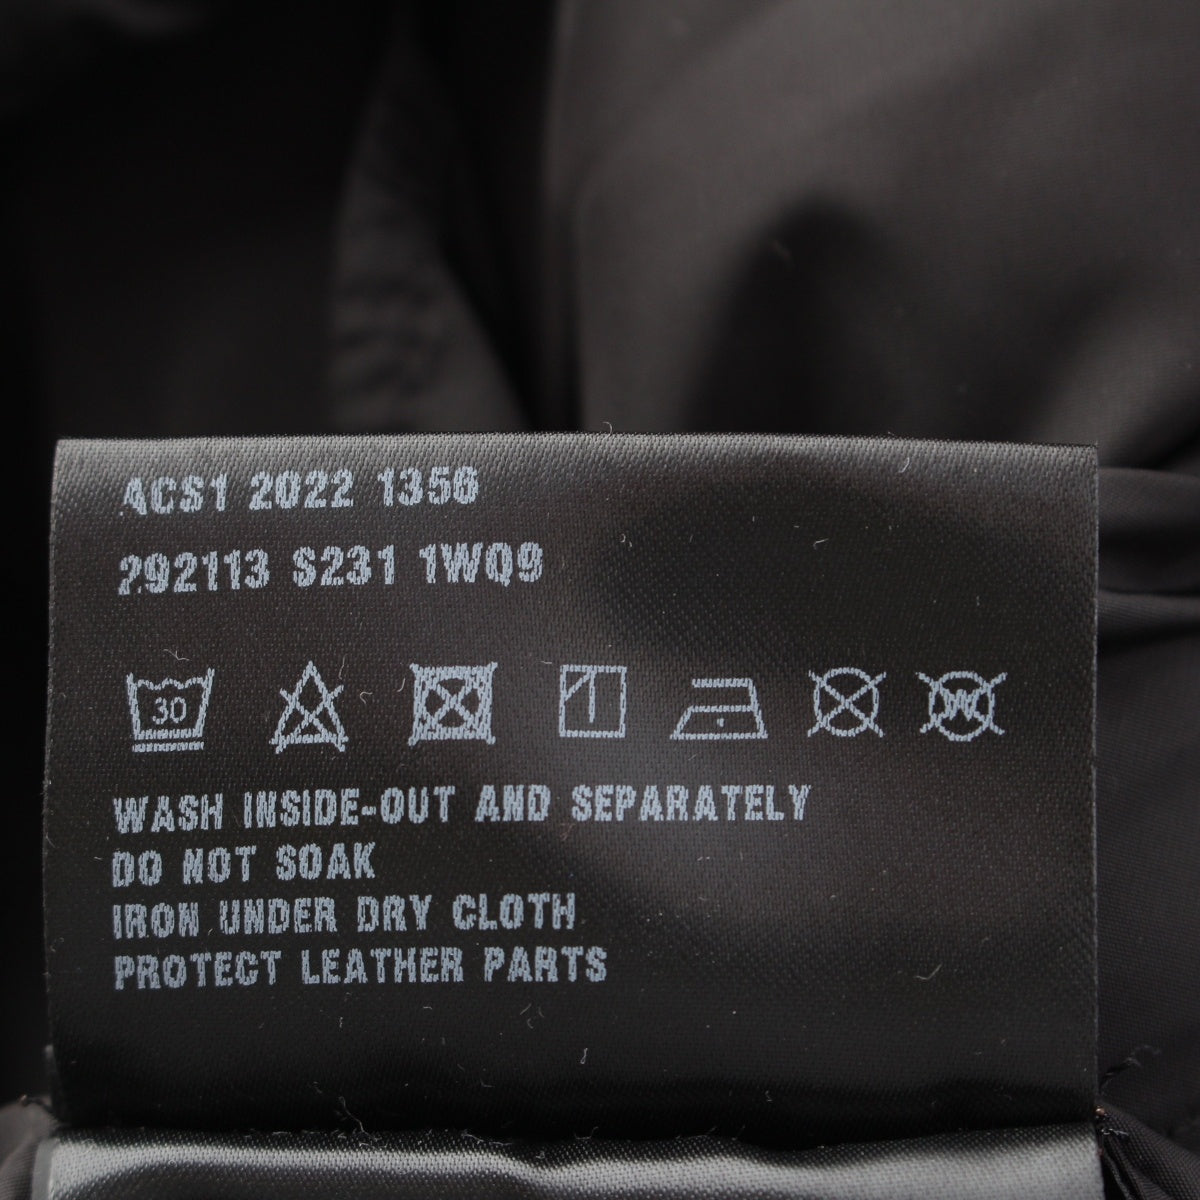 ACS1 2022 1356
292113 S231 1WQ9
30 W
WASH INSIDE-OUT AND SEPARATELY
DO NOT SOAK
IRON UNDER DRY CLOTH
PROTECT LEATHER PARTS